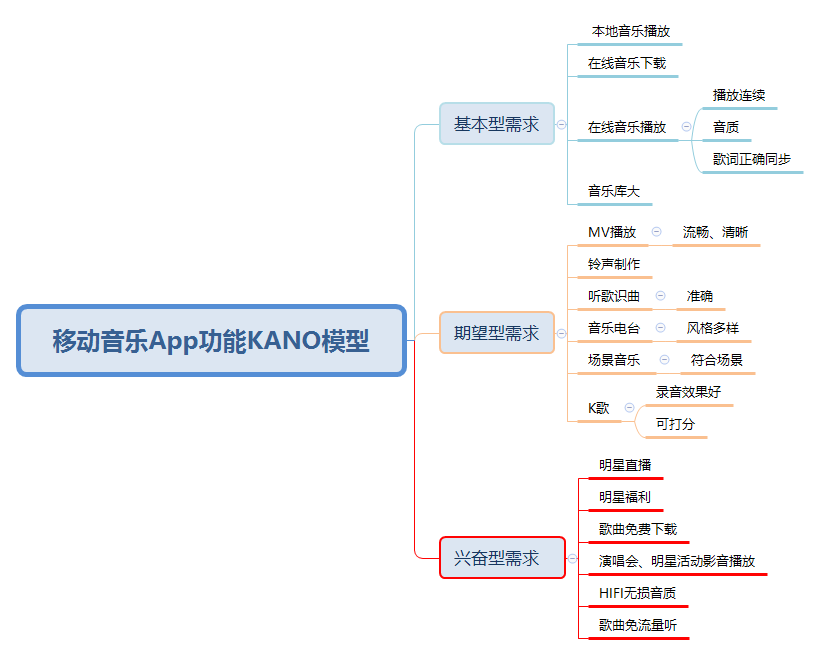 移动音乐App功能KANO模型
基本型需求
本地音乐播放
在线音乐下载
在线音乐播放
播放连续
音质
歌词正确同步
音乐库大
期望型需求
MV播放
流畅、清晰
铃声制作
听歌识曲
准确
音乐电台
风格多样
场景音乐
符合场景
K歌
录音效果好
可打分
兴奋型需求
明星直播
明星福利
歌曲免费下载
演唱会、明星活动影音播放
HIFI无损音质
歌曲免流量听